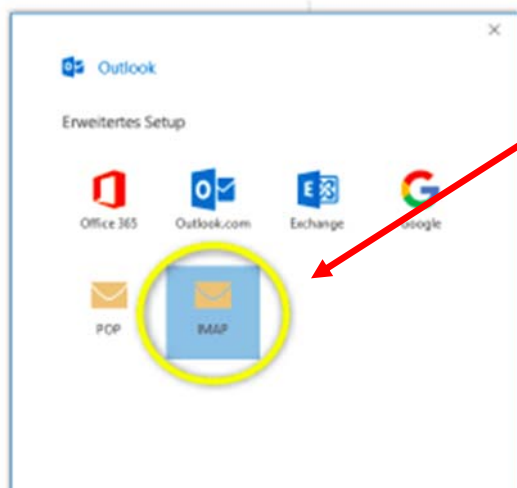 Outlook
Erweitertes Setup
Office 365
Outlook.com
Exchange
Google
POP
IMAP